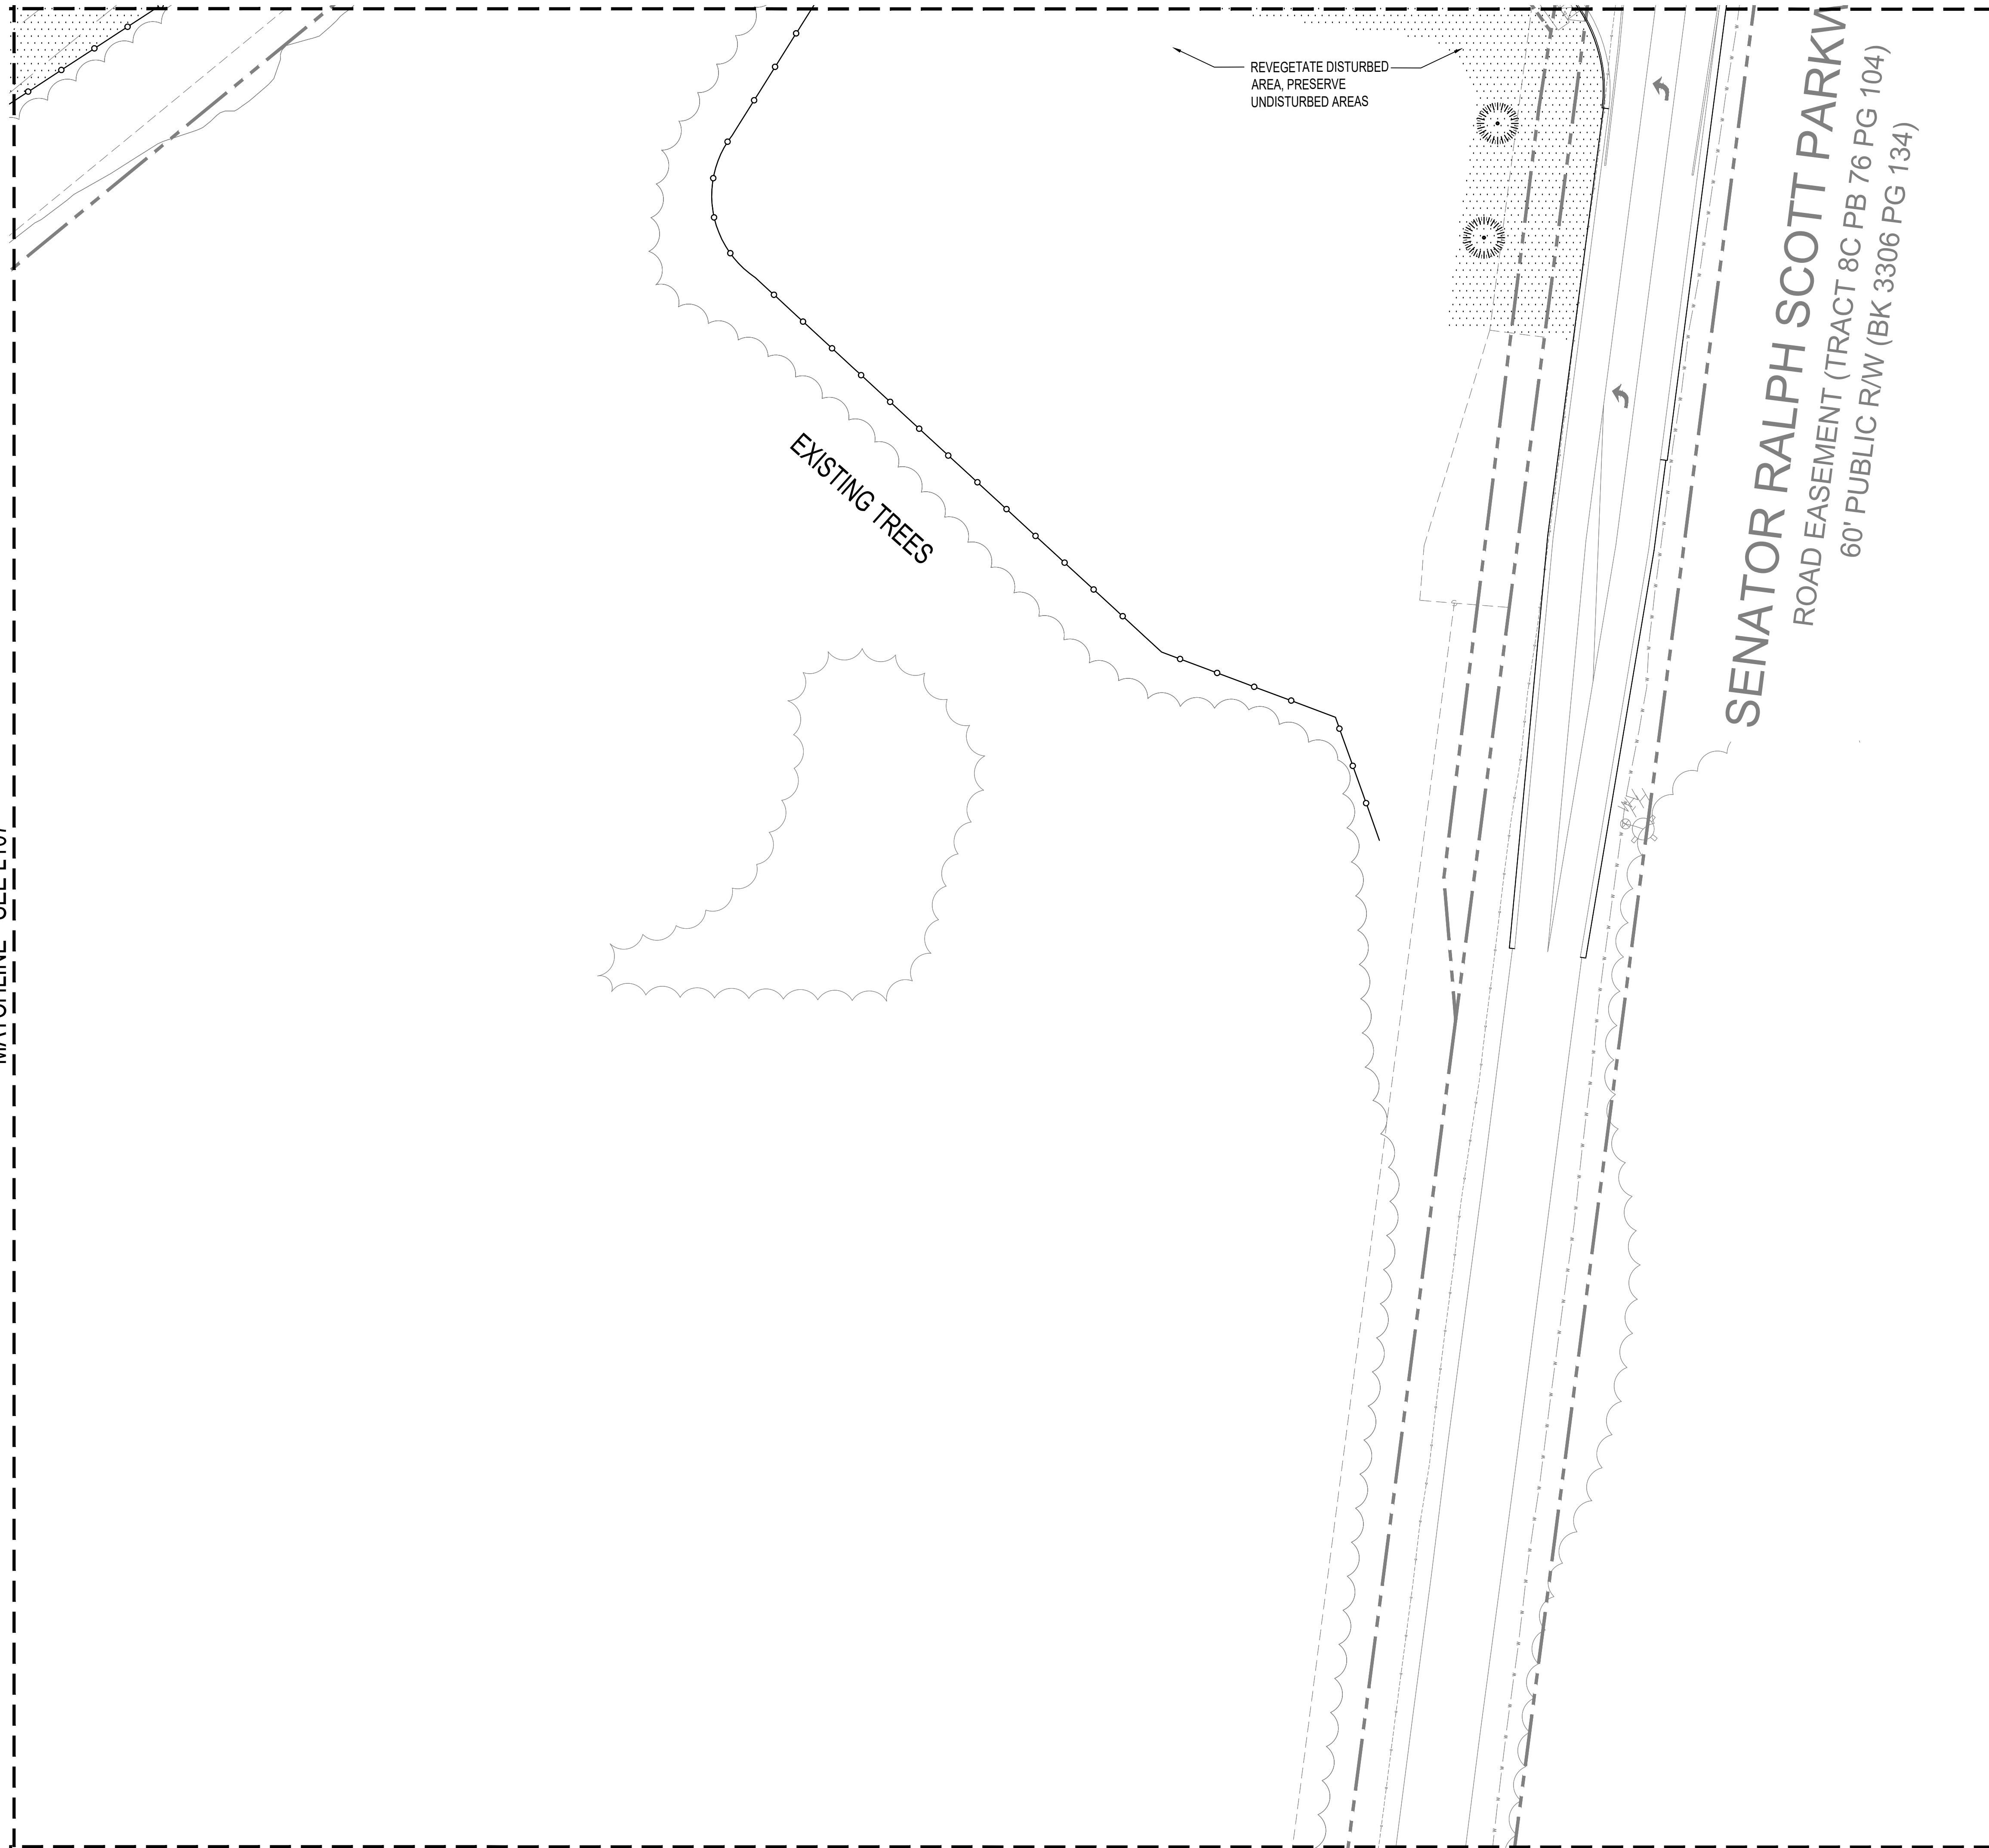 REVEGETATE DISTURBED
AREA, PRESERVE
UNDISTURBED AREAS
EXISTING TREES
SENATOR RALPH SCOTT PARKW
ROAD EASEMENT (TRACT 8C PB 76 PG 104)
60' PUBLIC R/W (BK 3306 PG 134)